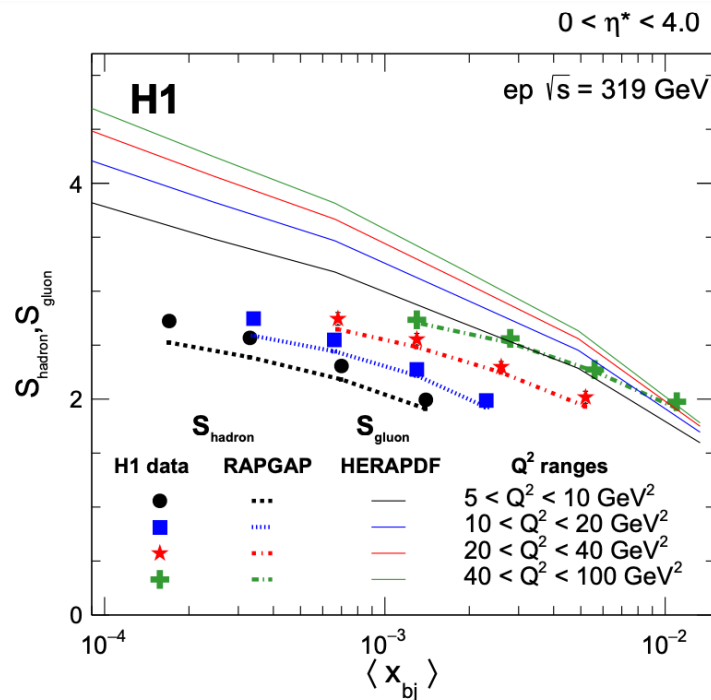 0 < η* < 4.0
H1
ep √s = 319 GeV
4
2
0
S_hadron, S_gluon
S_hadron S_gluon
H1 data RAPGAP HERAPDF Q² ranges
5 < Q² < 10 GeV²
10 < Q² < 20 GeV²
20 < Q² < 40 GeV²
40 < Q² < 100 GeV²
10⁻⁴ 10⁻³ 10⁻²
⟨ x_bj ⟩